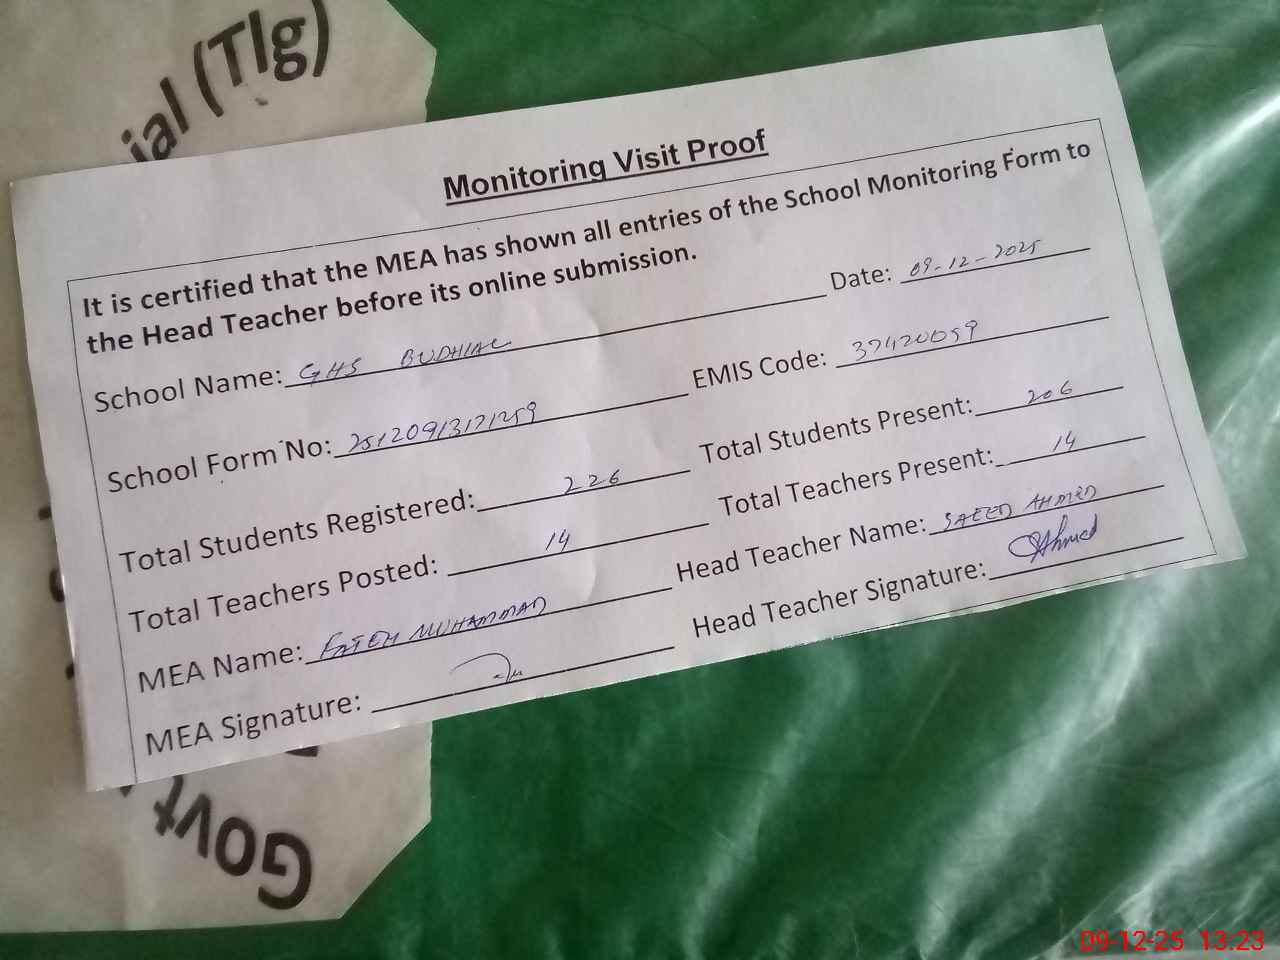 ial (Tlg)
Monitoring Visit Proof
It is certified that the MEA has shown all entries of the School Monitoring Form to
the Head Teacher before its online submission.
Date: 09-12-2025
School Name: GHS BUDHIAL
EMIS Code: 37420059
School Form No: 25120913171259
Total Students Present: 206
Total Students Registered: 226
Total Teachers Present: 14
Total Teachers Posted: 14
Head Teacher Name: SAEED AHMED
MEA Name: FATEH MUHAMMAD
Head Teacher Signature: Ahmed
MEA Signature:
Govt
09-12-25 13:23